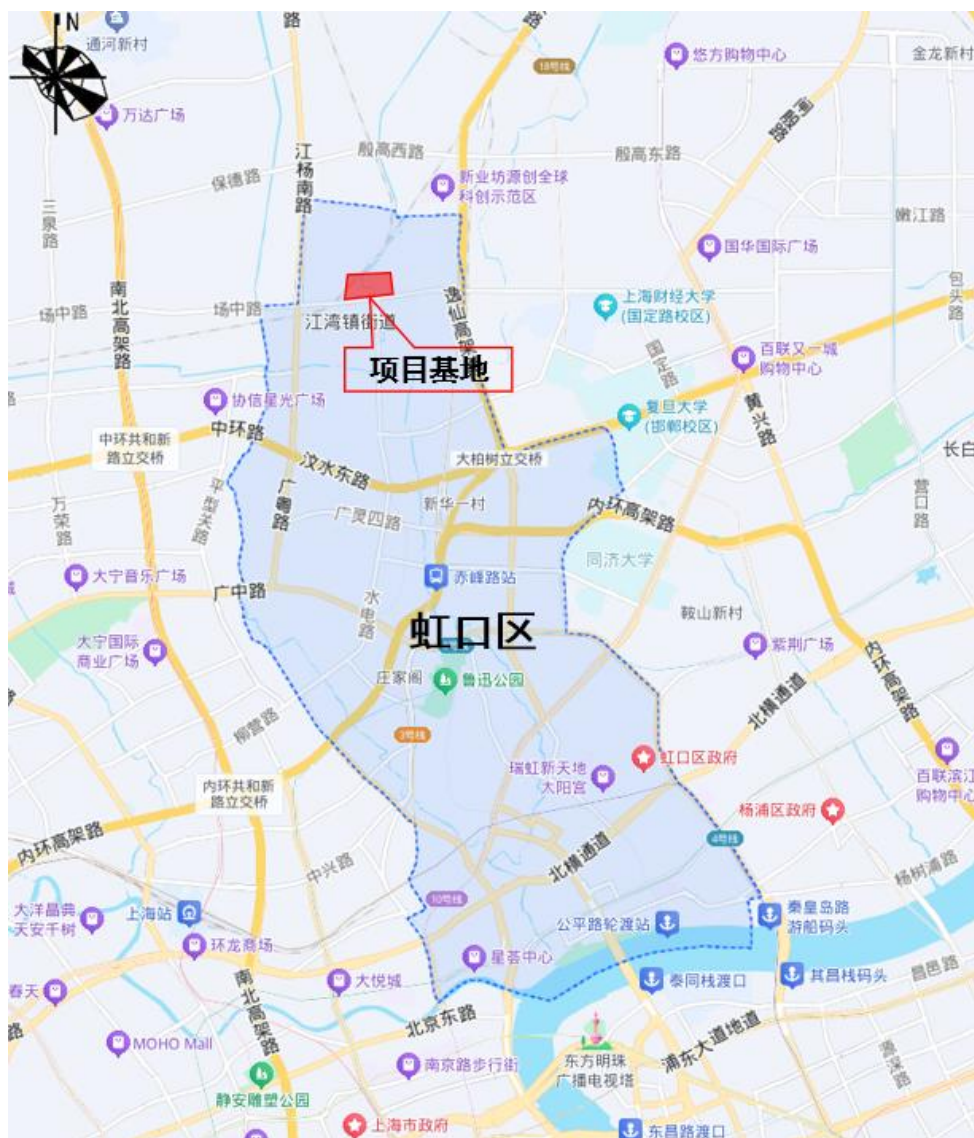 N
通河新村
路
18号线
悠方购物中心
金龙新村
万达广场
闸殷路
殷高西路
殷高东路
江杨南路
保德路
新业坊源创全球
科创示范区
三泉路
嫩江路
国华国际广场
包头路
南北高架路
场中路
场中路
江湾镇街道
逸仙高架路
上海财经大学
(国定路校区)
国定路
项目基地
百联又一城
购物中心
协信星光广场
复旦大学
(邯郸校区)
黄兴路
中环路
中环共和新
路立交桥
汶水东路
大柏树立交桥
长白
万荣路
平型关路
广粤路
新华一村
营口路
广灵四路
内环高架路
同济大学
大宁音乐广场
赤峰路站
广中路
水电路
鞍山新村
虹口区
大宁国际
商业广场
紫荆广场
庄家阁
鲁迅公园
内环高架路
北横通道
柳营路
3号线
虹口区政府
瑞虹新天地
太阳宫
百联滨江
购物中心
内环共和新
路立交桥
杨浦区政府
内环高架路
4号线
中兴路
北横通道
杨树浦路
10号线
大洋晶典
天安千树
上海站
秦皇岛路
游船码头
公平路轮渡站
环龙商场
星荟中心
大悦城
泰同栈渡口
其昌栈码头
昌邑路
春天
南北高架路
北京东路
路
MOHO Mall
东方明珠
广播电视塔
浦东大道地道
源深路
南京路步行街
静安雕塑公园
上海市政府
东昌路渡口